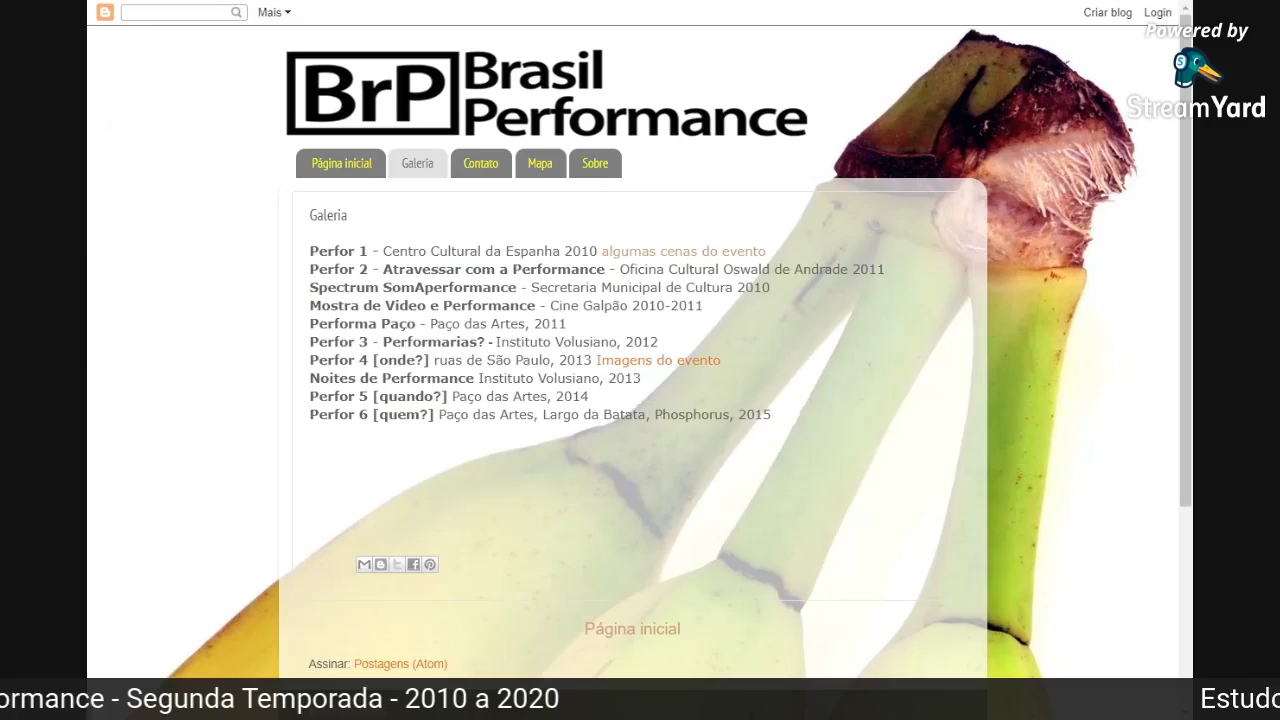 Mais
Criar blog Login
Powered by
StreamYard
BrP Brasil
Performance
Página inicial Galeria Contato Mapa Sobre
Galeria
Perfor 1 - Centro Cultural da Espanha 2010 algumas cenas do evento
Perfor 2 - Atravessar com a Performance - Oficina Cultural Oswald de Andrade 2011
Spectrum SomAperformance - Secretaria Municipal de Cultura 2010
Mostra de Video e Performance - Cine Galpão 2010-2011
Performa Paço - Paço das Artes, 2011
Perfor 3 - Performarias? - Instituto Volusiano, 2012
Perfor 4 [onde?] ruas de São Paulo, 2013 Imagens do evento
Noites de Performance Instituto Volusiano, 2013
Perfor 5 [quando?] Paço das Artes, 2014
Perfor 6 [quem?] Paço das Artes, Largo da Batata, Phosphorus, 2015
Página inicial
Assinar: Postagens (Atom)
ormance - Segunda Temporada - 2010 a 2020 Estudo